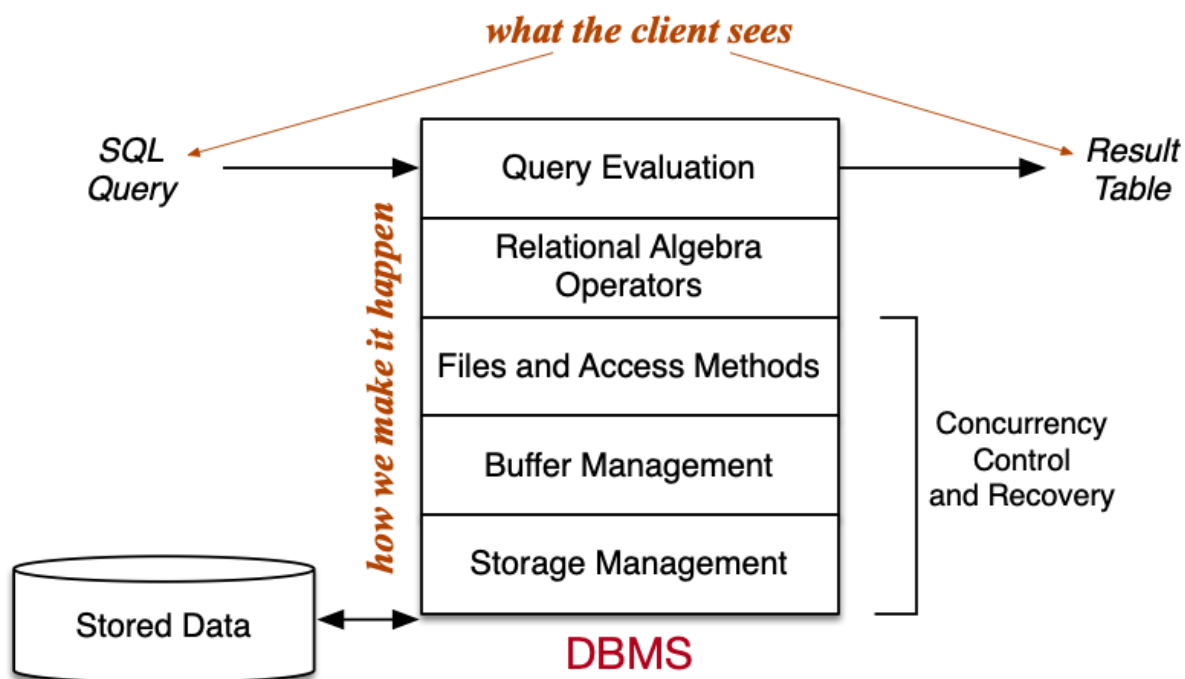 what the client sees
SQL
Query
Query Evaluation
Result
Table
how we make it happen
Relational Algebra
Operators
Files and Access Methods
Buffer Management
Storage Management
Concurrency
Control
and Recovery
Stored Data
DBMS